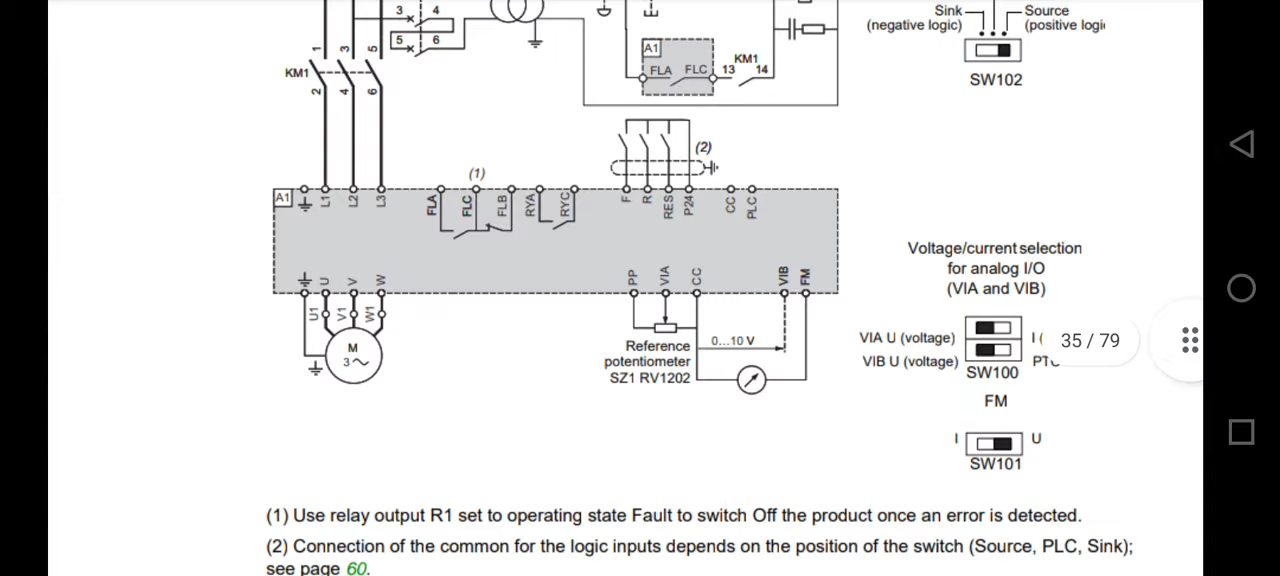 3 4
5 6
1 3 5
KM1
2 4 6
A1
FLA FLC
KM1
13 14
Sink
(negative logic)
Source
(positive logi
SW102
(1)
(2)
A1
L1
L2
L3
FLA
FLC
FLB
RYA
RYC
F
R
RES
P24
CC
PLC
U
V
W
PP
VIA
CC
VIB
FM
U1
V1
W1
M
3
Reference
potentiometer
SZ1 RV1202
0...10 V
Voltage/current selection
for analog I/O
(VIA and VIB)
VIA U (voltage)
I (
VIB U (voltage)
SW100
35 / 79
FM
I
U
SW101
(1) Use relay output R1 set to operating state Fault to switch Off the product once an error is detected.
(2) Connection of the common for the logic inputs depends on the position of the switch (Source, PLC, Sink);
see page 60.